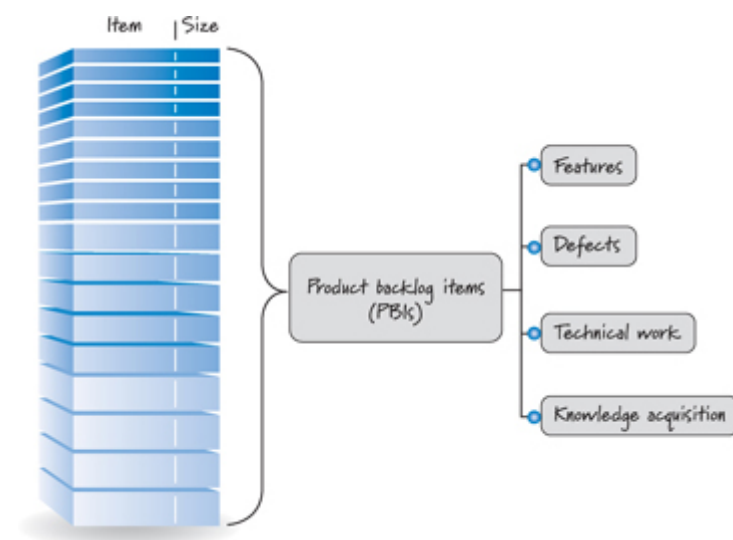 Item | Size
Features
Defects
Product backlog items
(PBIs)
Technical work
Knowledge acquisition